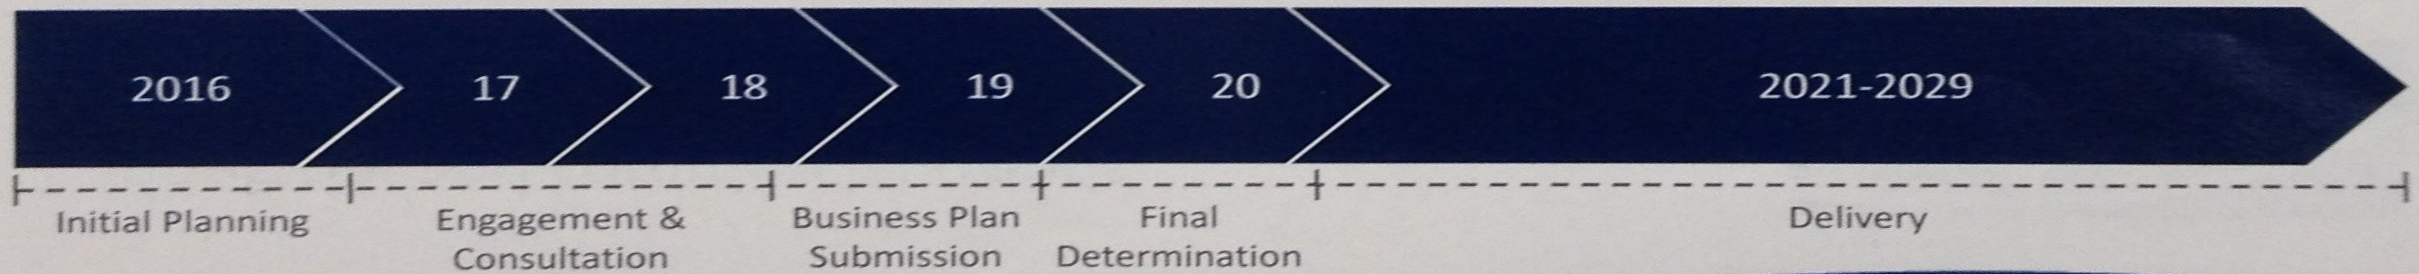 2016 17 18 19 20 2021-2029
Initial Planning Engagement & Business Plan Final Delivery
Consultation Submission Determination